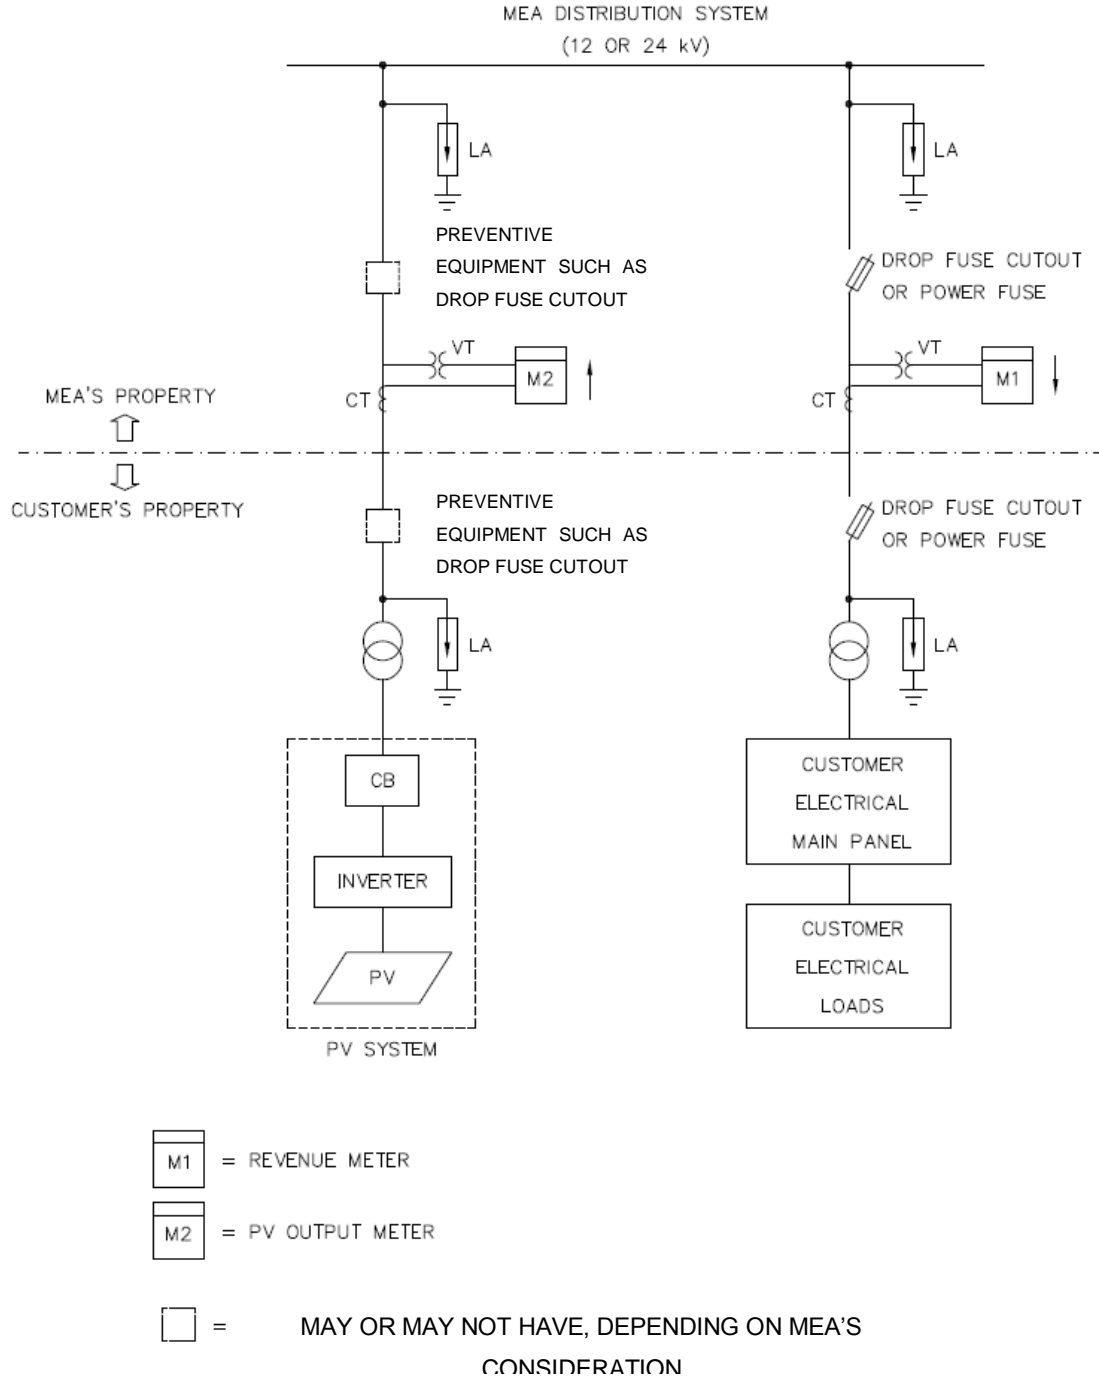 MEA DISTRIBUTION SYSTEM
(12 OR 24 kV)
LA
LA
PREVENTIVE
EQUIPMENT SUCH AS
DROP FUSE CUTOUT
DROP FUSE CUTOUT
OR POWER FUSE
VT
M2
CT
VT
M1
CT
MEA'S PROPERTY
CUSTOMER'S PROPERTY
PREVENTIVE
EQUIPMENT SUCH AS
DROP FUSE CUTOUT
DROP FUSE CUTOUT
OR POWER FUSE
LA
LA
CB
INVERTER
PV
PV SYSTEM
CUSTOMER
ELECTRICAL
MAIN PANEL
CUSTOMER
ELECTRICAL
LOADS
M1 = REVENUE METER
M2 = PV OUTPUT METER
= MAY OR MAY NOT HAVE, DEPENDING ON MEA'S
CONSIDERATION